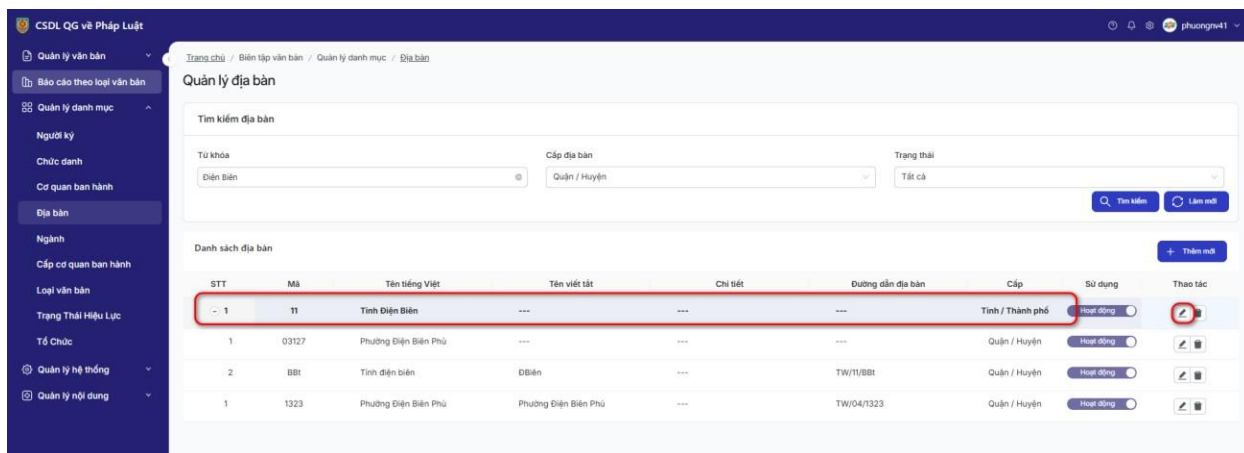 CSDL QG về Pháp Luật
phuongnv41
Quản lý văn bản
Báo cáo theo loại văn bản
Quản lý danh mục
Người ký
Chức danh
Cơ quan ban hành
Địa bàn
Ngành
Cấp cơ quan ban hành
Loại văn bản
Trạng Thái Hiệu Lực
Tổ Chức
Quản lý hệ thống
Quản lý nội dung
Trang chủ / Biên tập văn bản / Quản lý danh mục / Địa bàn
Quản lý địa bàn
Tìm kiếm địa bàn
Từ khóa Cấp địa bàn Trạng thái
Điện Biên Quận / Huyện Tất cả
Tìm kiếm Làm mới
Danh sách địa bàn
+ Thêm mới
STT Mã Tên tiếng Việt Tên viết tắt Chi tiết Đường dẫn địa bàn Cấp Sử dụng Thao tác
- 1 11 Tỉnh Điện Biên --- --- --- Tỉnh / Thành phố Hoạt động
1 03127 Phường Điện Biên Phủ --- --- --- Quận / Huyện Hoạt động
2 BBt Tỉnh điện biên ĐBiên --- TW/11/BBt Quận / Huyện Hoạt động
1 1323 Phường Điện Biên Phủ Phường Điện Biên Phủ --- TW/04/1323 Quận / Huyện Hoạt động